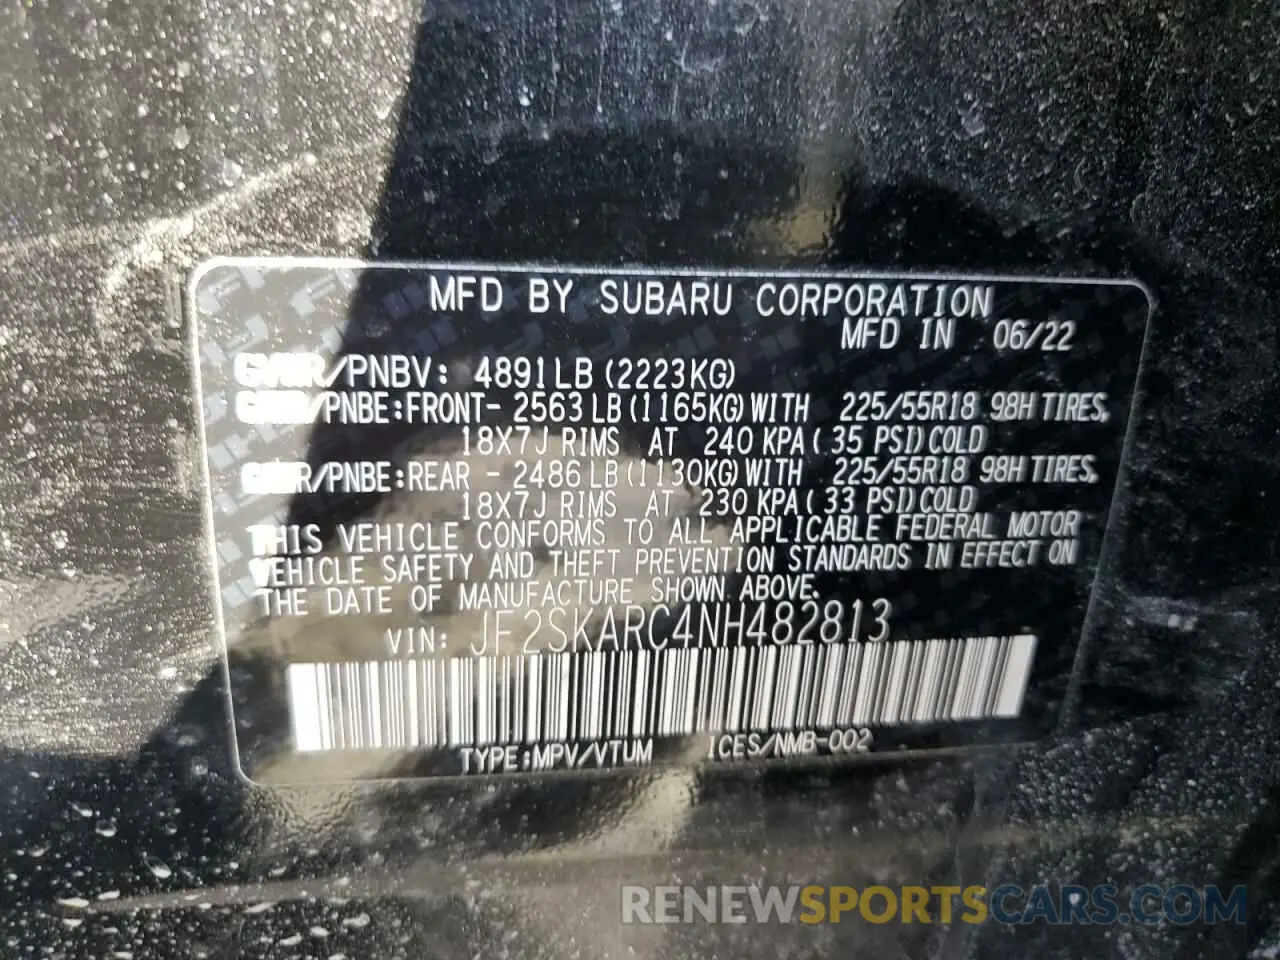 MFD BY SUBARU CORPORATION
MFD IN 06/22
GVWR/PNBV: 4891LB (2223KG)
GAWR/PNBE:FRONT- 2563LB (1165KG) WITH 225/55R18 98H TIRES,
18X7J RIMS AT 240 KPA ( 35 PSI) COLD
GAWR/PNBE:REAR - 2486LB (1130KG) WITH 225/55R18 98H TIRES,
18X7J RIMS AT 230 KPA ( 33 PSI) COLD
THIS VEHICLE CONFORMS TO ALL APPLICABLE FEDERAL MOTOR
VEHICLE SAFETY AND THEFT PREVENTION STANDARDS IN EFFECT ON
THE DATE OF MANUFACTURE SHOWN ABOVE.
VIN: JF2SKARC4NH482813
TYPE:MPV/VTUM ICES/NMB-002
RENEWSPORTSCARS.COM